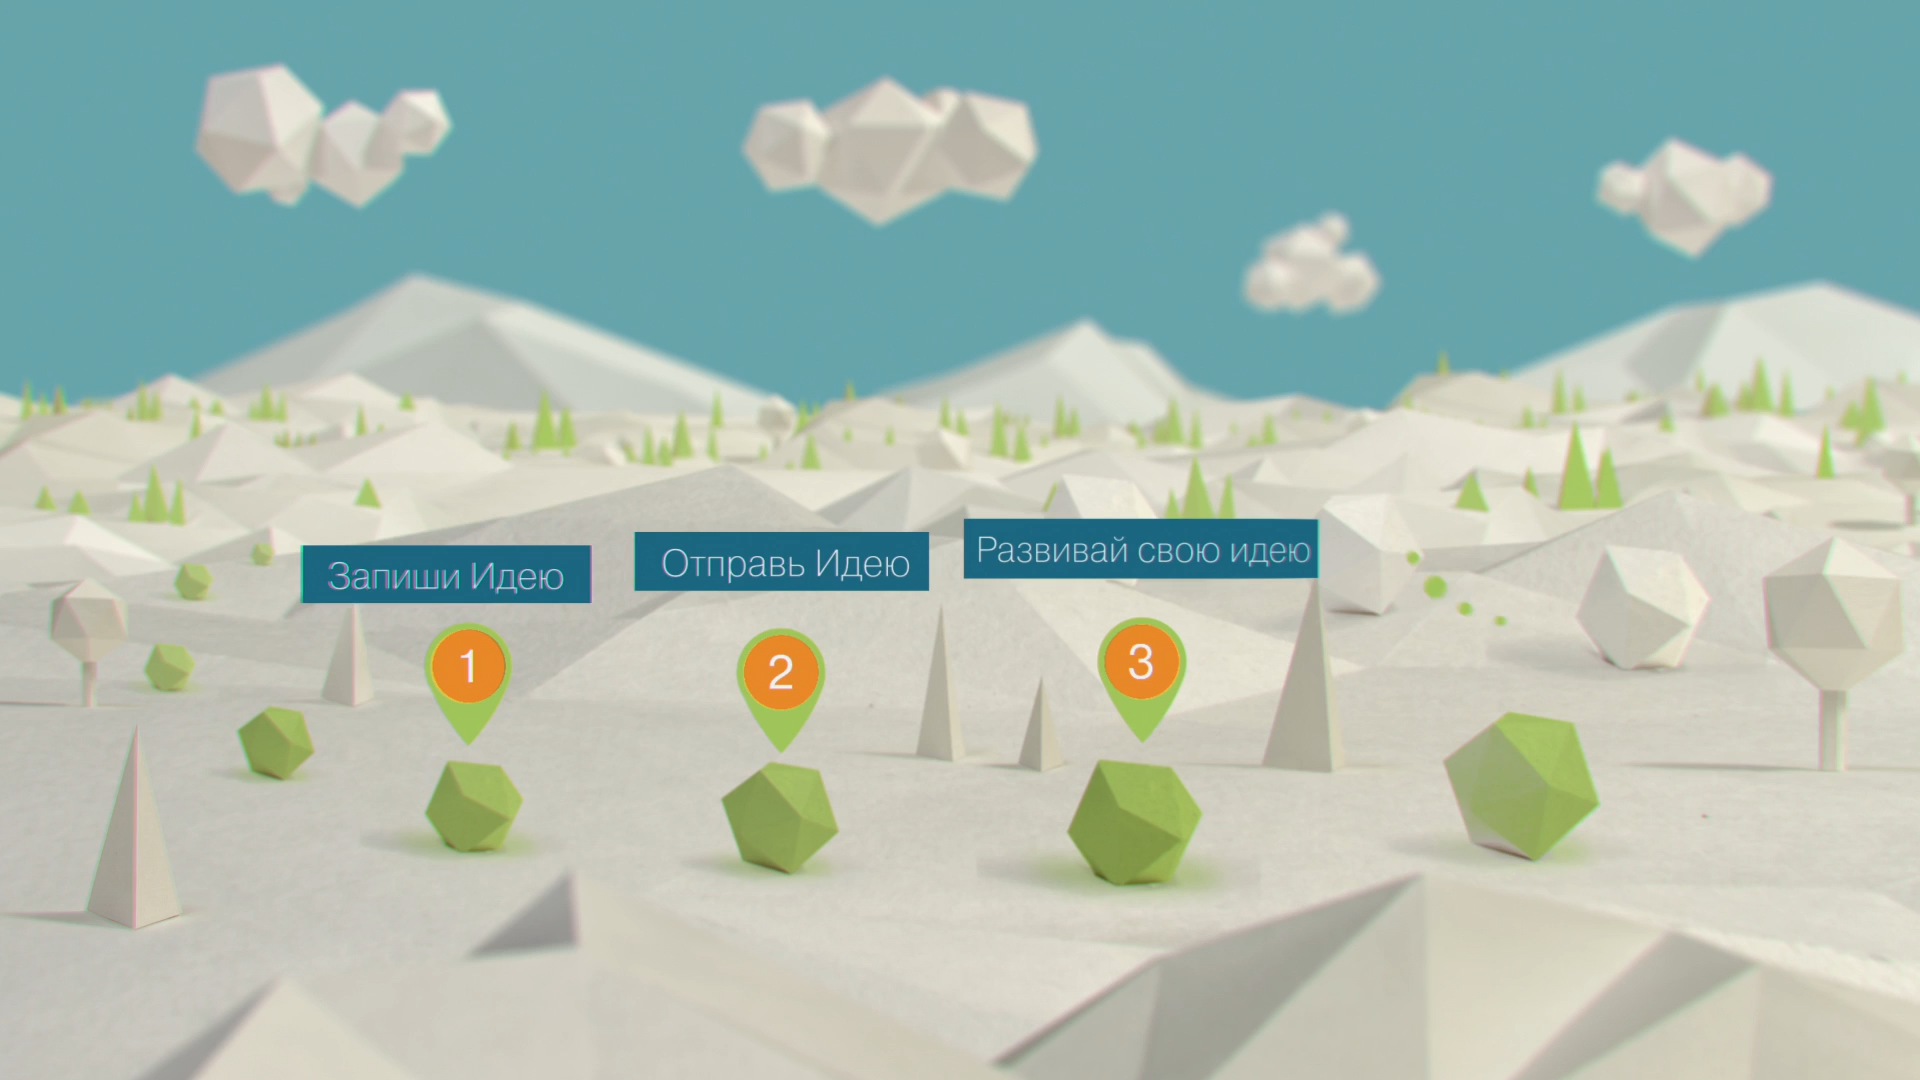 Запиши Идею
Отправь Идею
Развивай свою идею
1
2
3